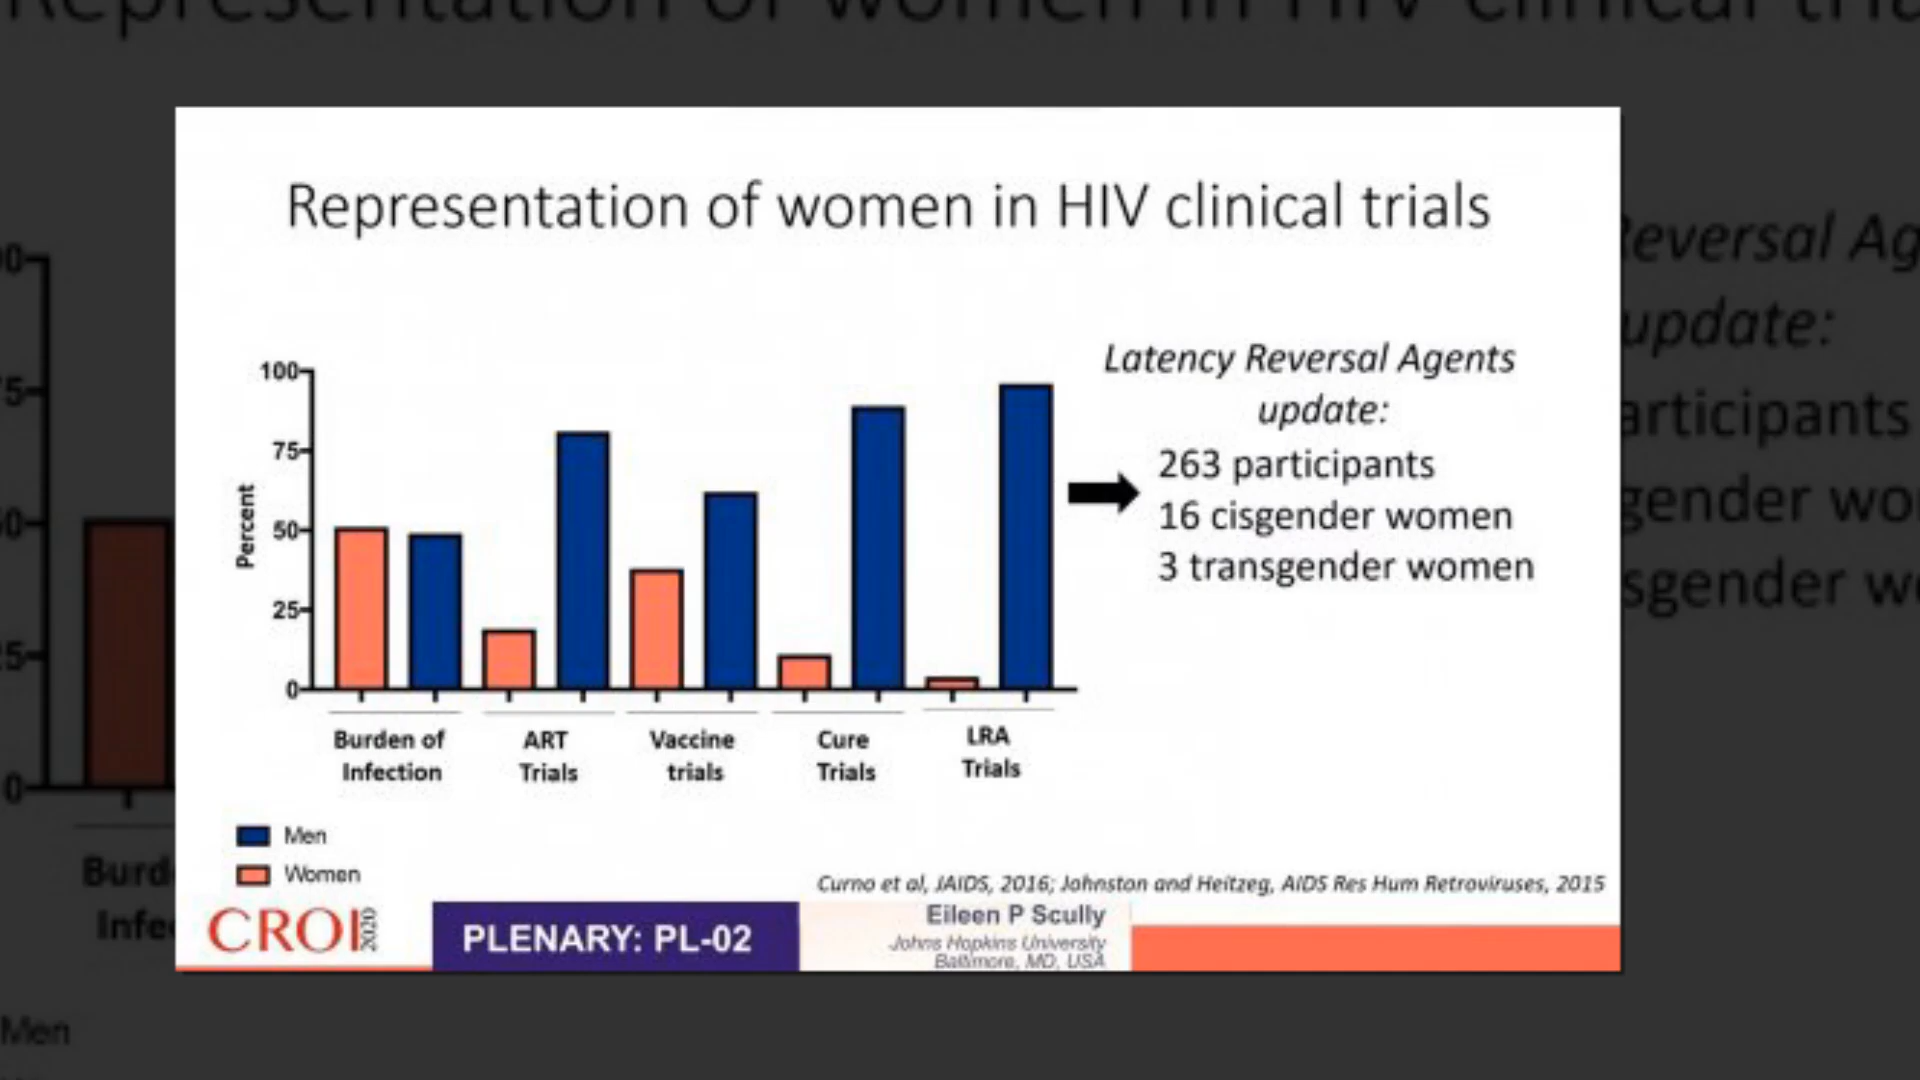 Representation of women in HIV clinical trials
Latency Reversal Agents
update:
263 participants
16 cisgender women
3 transgender women
100
75
50
25
0
Percent
Burden of
Infection
ART
Trials
Vaccine
trials
Cure
Trials
LRA
Trials
Men
Women
Curno et al, JAIDS, 2016; Johnston and Heitzeg, AIDS Res Hum Retroviruses, 2015
CROI 2020
PLENARY: PL-02
Eileen P Scully
Johns Hopkins University
Baltimore, MD, USA